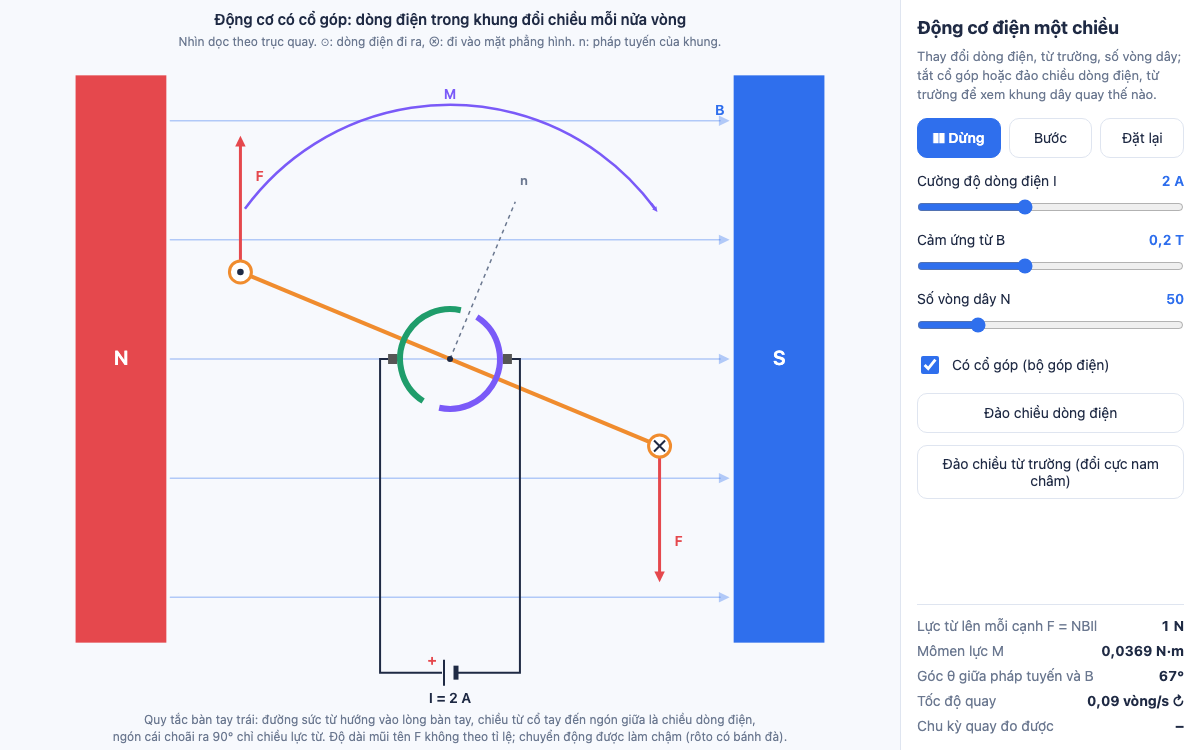 Động cơ có cổ góp: dòng điện trong khung đổi chiều mỗi nửa vòng
Nhìn dọc theo trục quay. ⊙: dòng điện đi ra, ⊗: đi vào mặt phẳng hình. n: pháp tuyến của khung.
M
B
F
n
N
S
F
+
I = 2 A
Quy tắc bàn tay trái: đường sức từ hướng vào lòng bàn tay, chiều từ cổ tay đến ngón giữa là chiều dòng điện,
ngón cái choãi ra 90° chỉ chiều lực từ. Độ dài mũi tên F không theo tỉ lệ; chuyển động được làm chậm (rôto có bánh đà).
Động cơ điện một chiều
Thay đổi dòng điện, từ trường, số vòng dây;
tắt cổ góp hoặc đảo chiều dòng điện, từ
trường để xem khung dây quay thế nào.
Dừng
Bước
Đặt lại
Cường độ dòng điện I 2 A
Cảm ứng từ B 0,2 T
Số vòng dây N 50
Có cổ góp (bộ góp điện)
Đảo chiều dòng điện
Đảo chiều từ trường (đổi cực nam
châm)
Lực từ lên mỗi cạnh F = NBIl 1 N
Mômen lực M 0,0369 N·m
Góc θ giữa pháp tuyến và B 67°
Tốc độ quay 0,09 vòng/s ↻
Chu kỳ quay đo được –